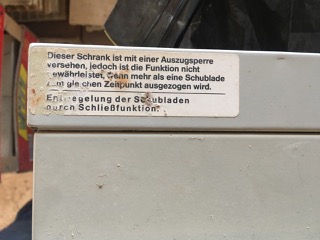 Dieser Schrank ist mit einer Auszugsperre
versehen, jedoch ist die Funktion nicht
gewährleistet, wenn mehr als eine Schublade
zum gleichen Zeitpunkt ausgezogen wird.
Entriegelung der Schubladen
durch Schließfunktion.